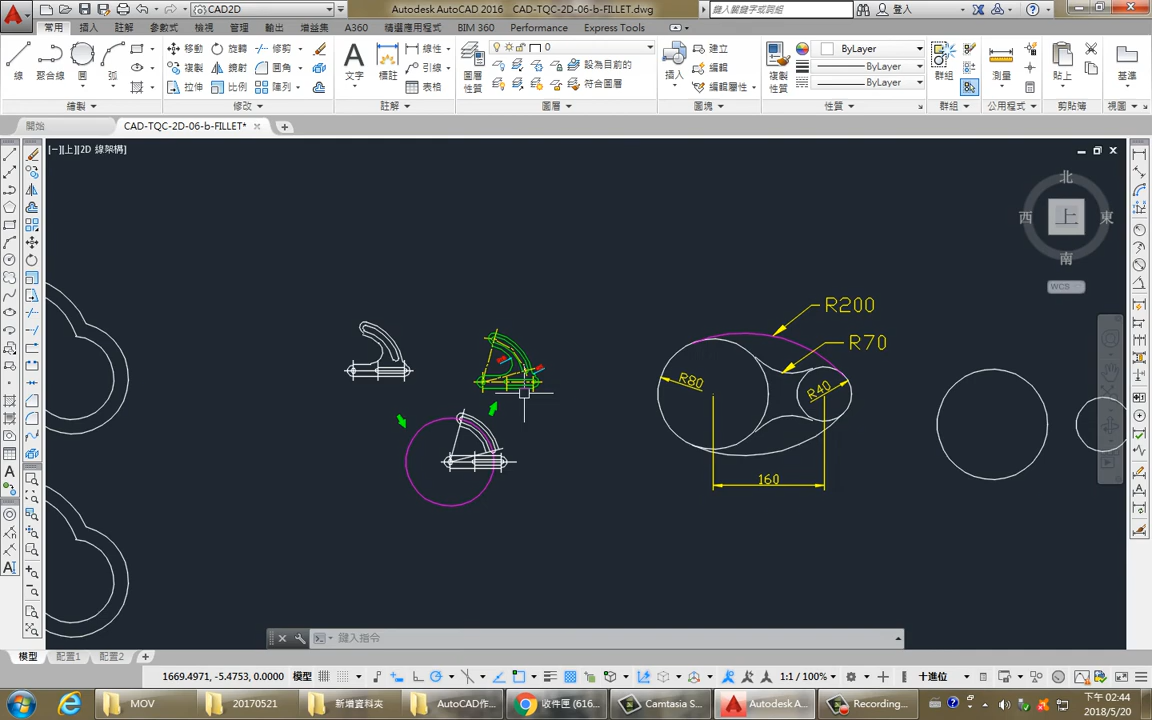 CAD2D
Autodesk AutoCAD 2016 CAD-TQC-2D-06-b-FILLET.dwg
鍵入關鍵字或詞組
登入
常用 插入 註解 參數式 檢視 管理 輸出 增益集 A360 精選應用程式 BIM 360 Performance Express Tools
線 聚合線 圓 弧
移動 旋轉 修剪
複製 鏡射 圓角
拉伸 比例 陣列
文字 標註
線性
引線
表格
圖層性質
0
設為目前的
符合圖層
插入
建立
編輯
編輯屬性
複製性質
ByLayer
ByLayer
ByLayer
群組 測量 貼上 基準
繪製 修改 註解 圖層 圖塊 性質 群組 公用程式 剪貼簿 視圖
開始 CAD-TQC-2D-06-b-FILLET*
[−][上][2D 線架構]
北
西 上 東
南
WCS
R200
R70
R80
R40
160
鍵入指令
模型 配置1 配置2
1669.4971, -5.4753, 0.0000 模型 1:1 / 100% 十進位
MOV 20170521 新增資料夾 AutoCAD作... 收件匣 (616... Camtasia S... Autodesk A... Recording...
下午 02:44
2018/5/20